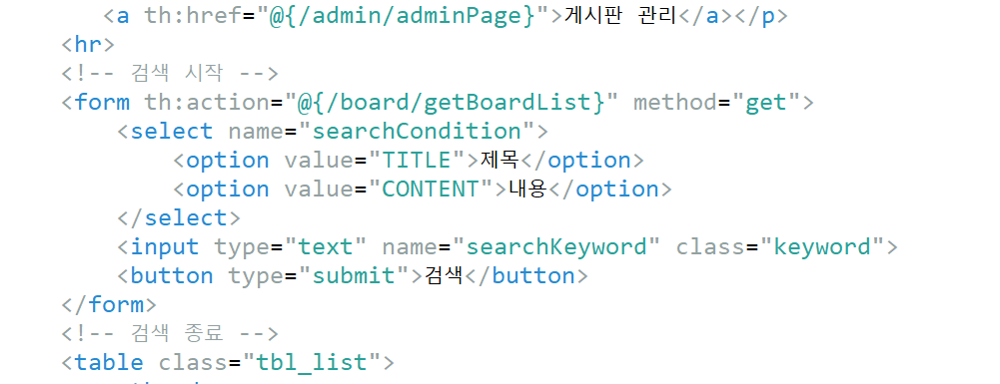 <a th:href="@{/admin/adminPage}">게시판 관리</a></p>
<hr>
<!-- 검색 시작 -->
<form th:action="@{/board/getBoardList}" method="get">
<select name="searchCondition">
<option value="TITLE">제목</option>
<option value="CONTENT">내용</option>
</select>
<input type="text" name="searchKeyword" class="keyword">
<button type="submit">검색</button>
</form>
<!-- 검색 종료 -->
<table class="tbl_list">